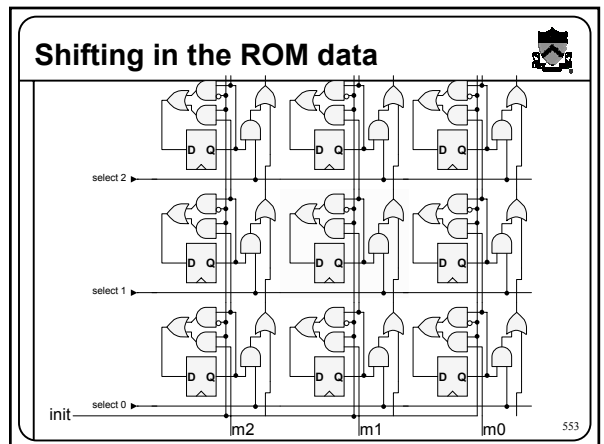 Shifting in the ROM data
D Q D Q D Q
select 2
D Q D Q D Q
select 1
D Q D Q D Q
select 0
init
m2 m1 m0
553